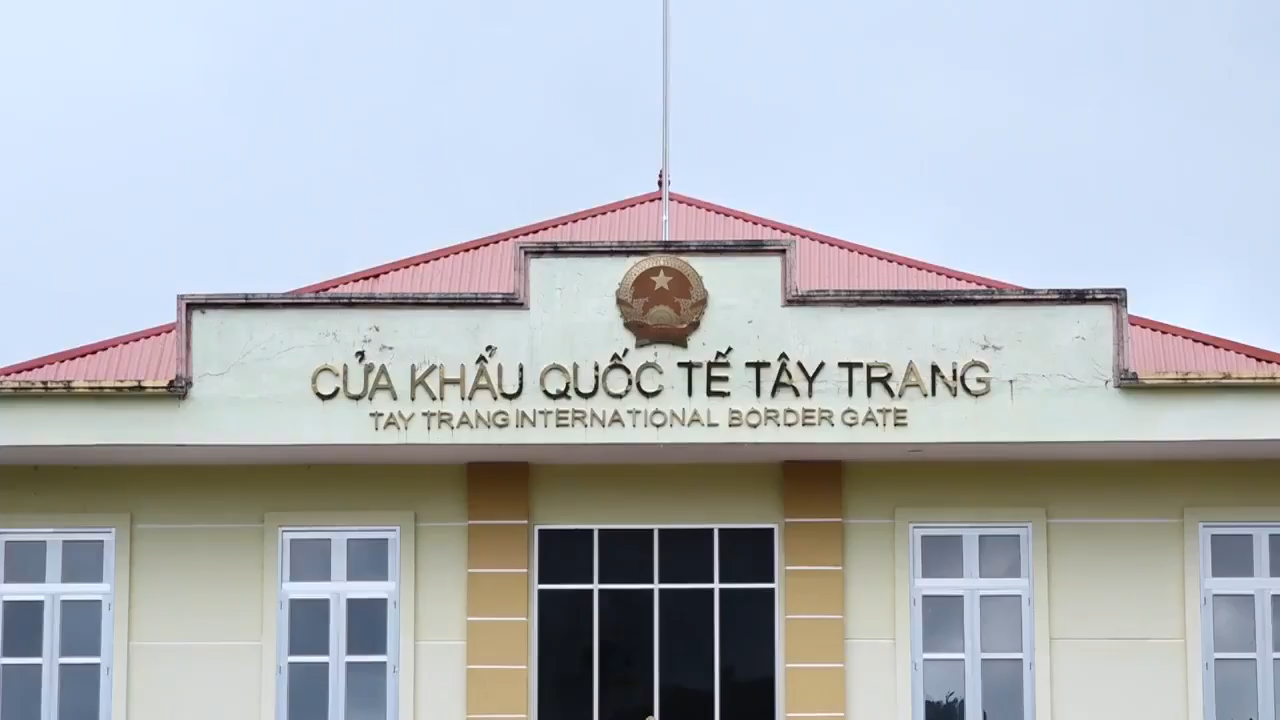 CỬA KHẨU QUỐC TẾ TÂY TRANG
TAY TRANG INTERNATIONAL BORDER GATE